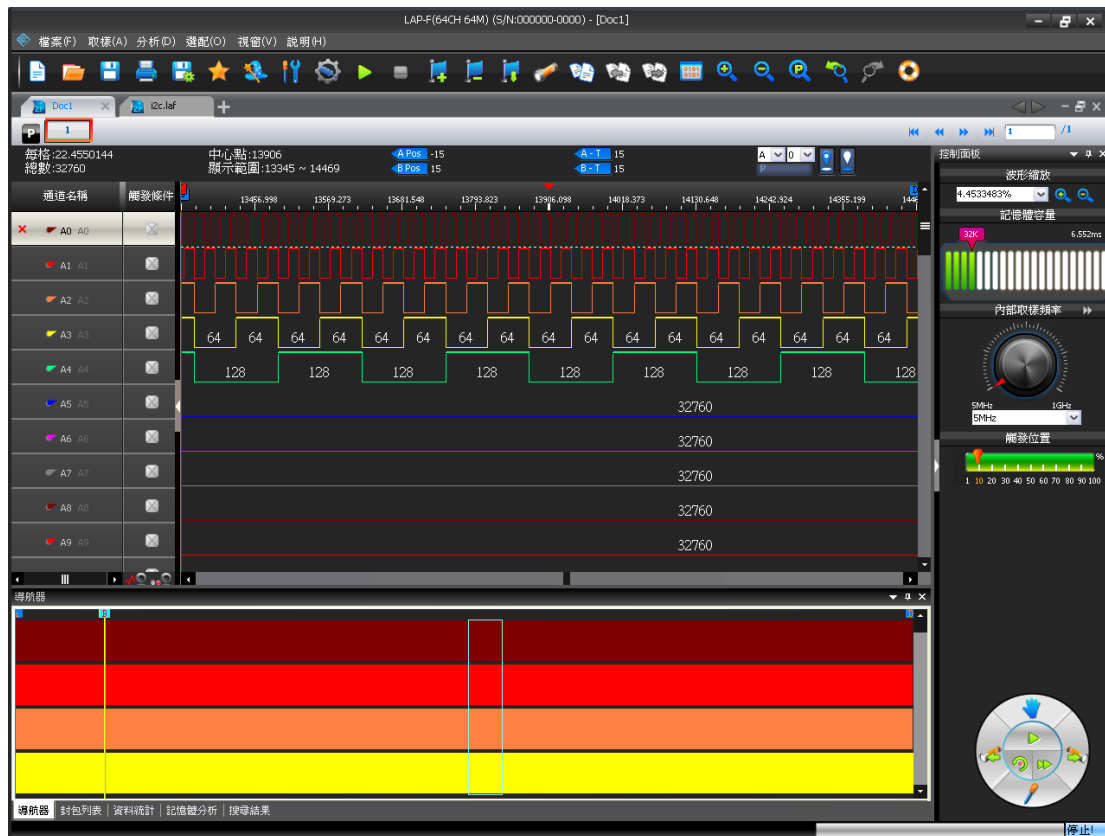 LAP-F(64CH 64M) (S/N:000000-0000) - [Doc1]
檔案(F) 取樣(A) 分析(D) 選配(O) 視窗(V) 說明(H)
Doc1 i2c.laf
P 1 1 /1
每格:22.4550144 中心點:13906 A Pos -15 A - T 15 A 0
總數:32760 顯示範圍:13345 ~ 14469 B Pos 15 B - T 15 P
通道名稱 觸發條件 13456.998 13569.273 13681.548 13793.823 13906.098 14018.373 14130.648 14242.924 14355.199 144
A0 A0
A1 A1
A2 A2
A3 A3 64 64 64 64 64 64 64 64 64 64 64 64 64 64 64 64 64
A4 A4 128 128 128 128 128 128 128 128 128
A5 A5 32760
A6 A6 32760
A7 A7 32760
A8 A8 32760
A9 A9 32760
控制面板
波形縮放
4.4533483%
記憶體容量
32K 6.552ms
內部取樣頻率
5MHz 1GHz
5MHz
觸發位置
%
1 10 20 30 40 50 60 70 80 90 100
導航器
導航器 封包列表 資料統計 記憶體分析 搜尋結果
停止!